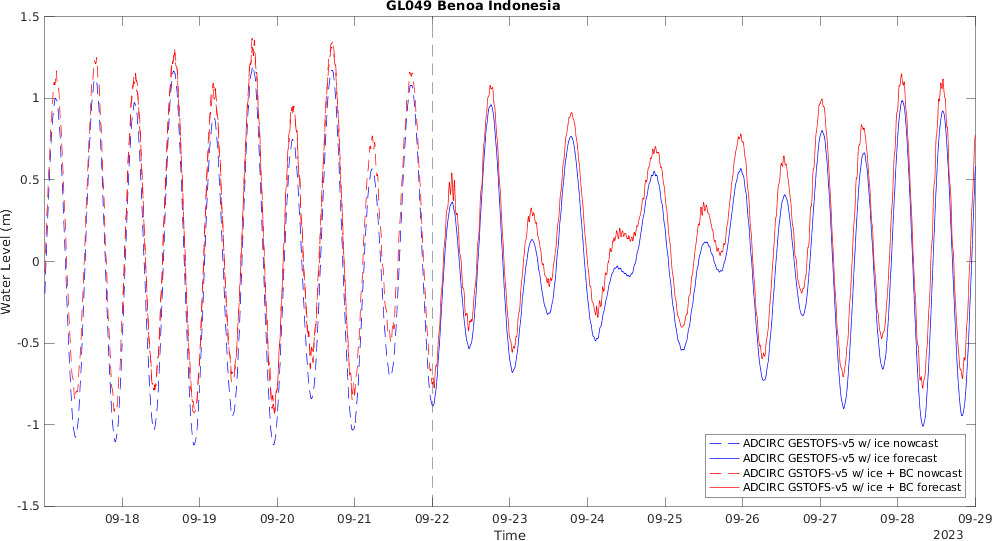 GL049 Benoa Indonesia
1.5
1
0.5
0
-0.5
-1
-1.5
Water Level (m)
ADCIRC GESTOFS-v5 w/ ice nowcast
ADCIRC GESTOFS-v5 w/ ice forecast
ADCIRC GSTOFS-v5 w/ ice + BC nowcast
ADCIRC GSTOFS-v5 w/ ice + BC forecast
09-18 09-19 09-20 09-21 09-22 09-23 09-24 09-25 09-26 09-27 09-28 09-29
Time
2023